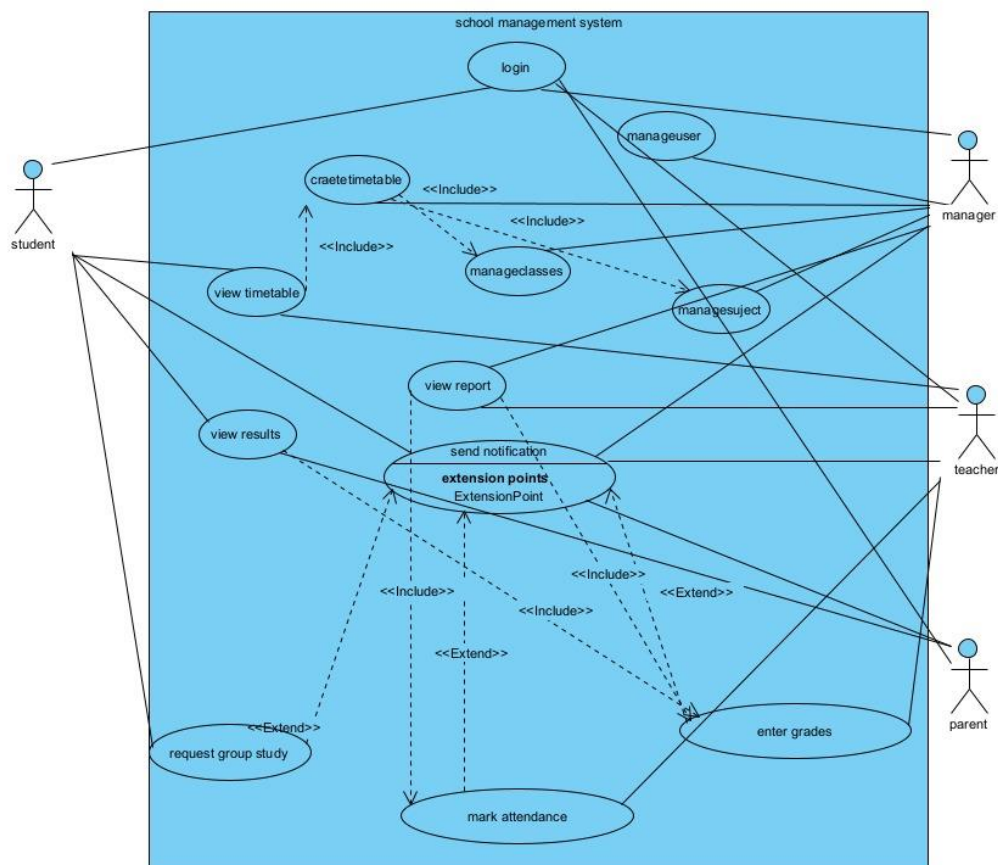 school management system
login
manageuser
craetetimetable
<<Include>>
manager
<<Include>>
student
<<Include>>
manageclasses
view timetable
managesuject
view report
view results
send notification
extension points
ExtensionPoint
teacher
<<Include>>
<<Include>>
<<Extend>>
<<Include>>
<<Extend>>
<<Extend>>
parent
request group study
enter grades
mark attendance